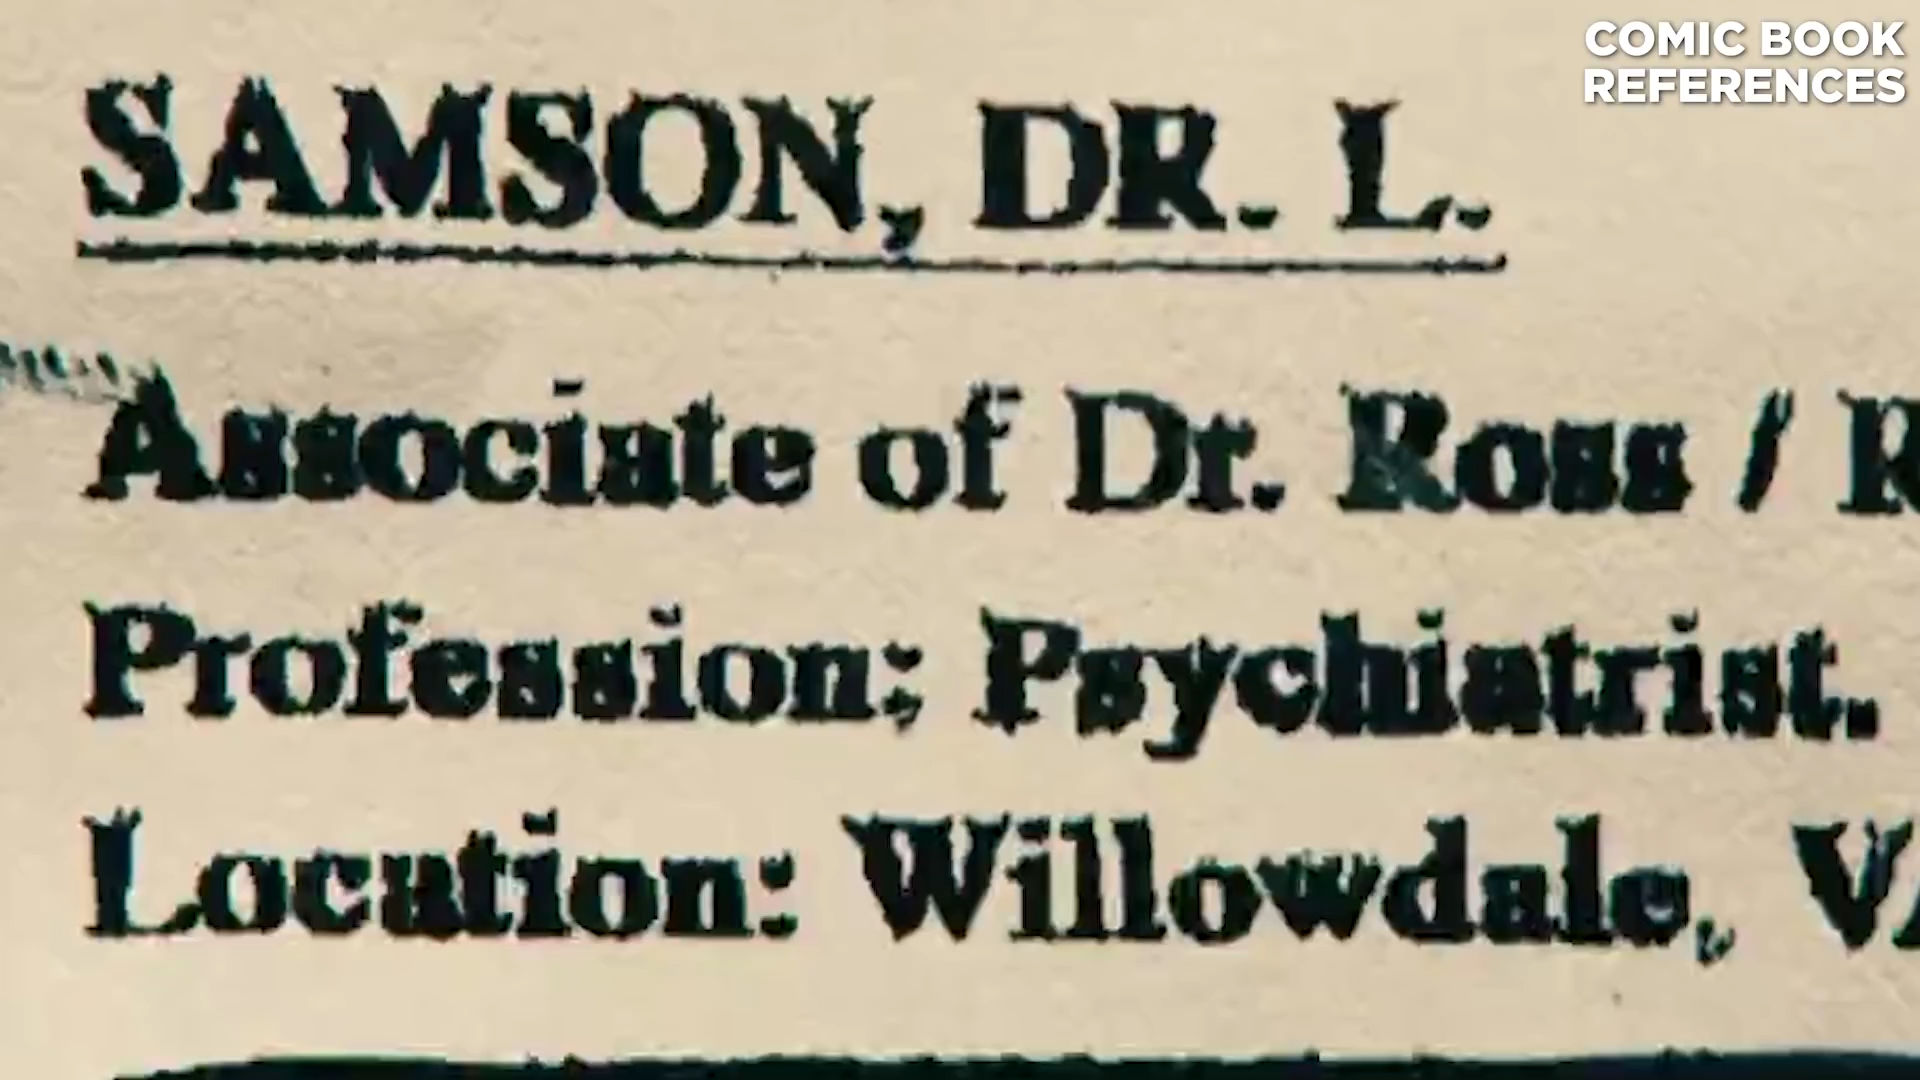 COMIC BOOK
REFERENCES
SAMSON, DR. L.
Associate of Dr. Ross /
Profession: Psychiatrist.
Location: Willowdale,